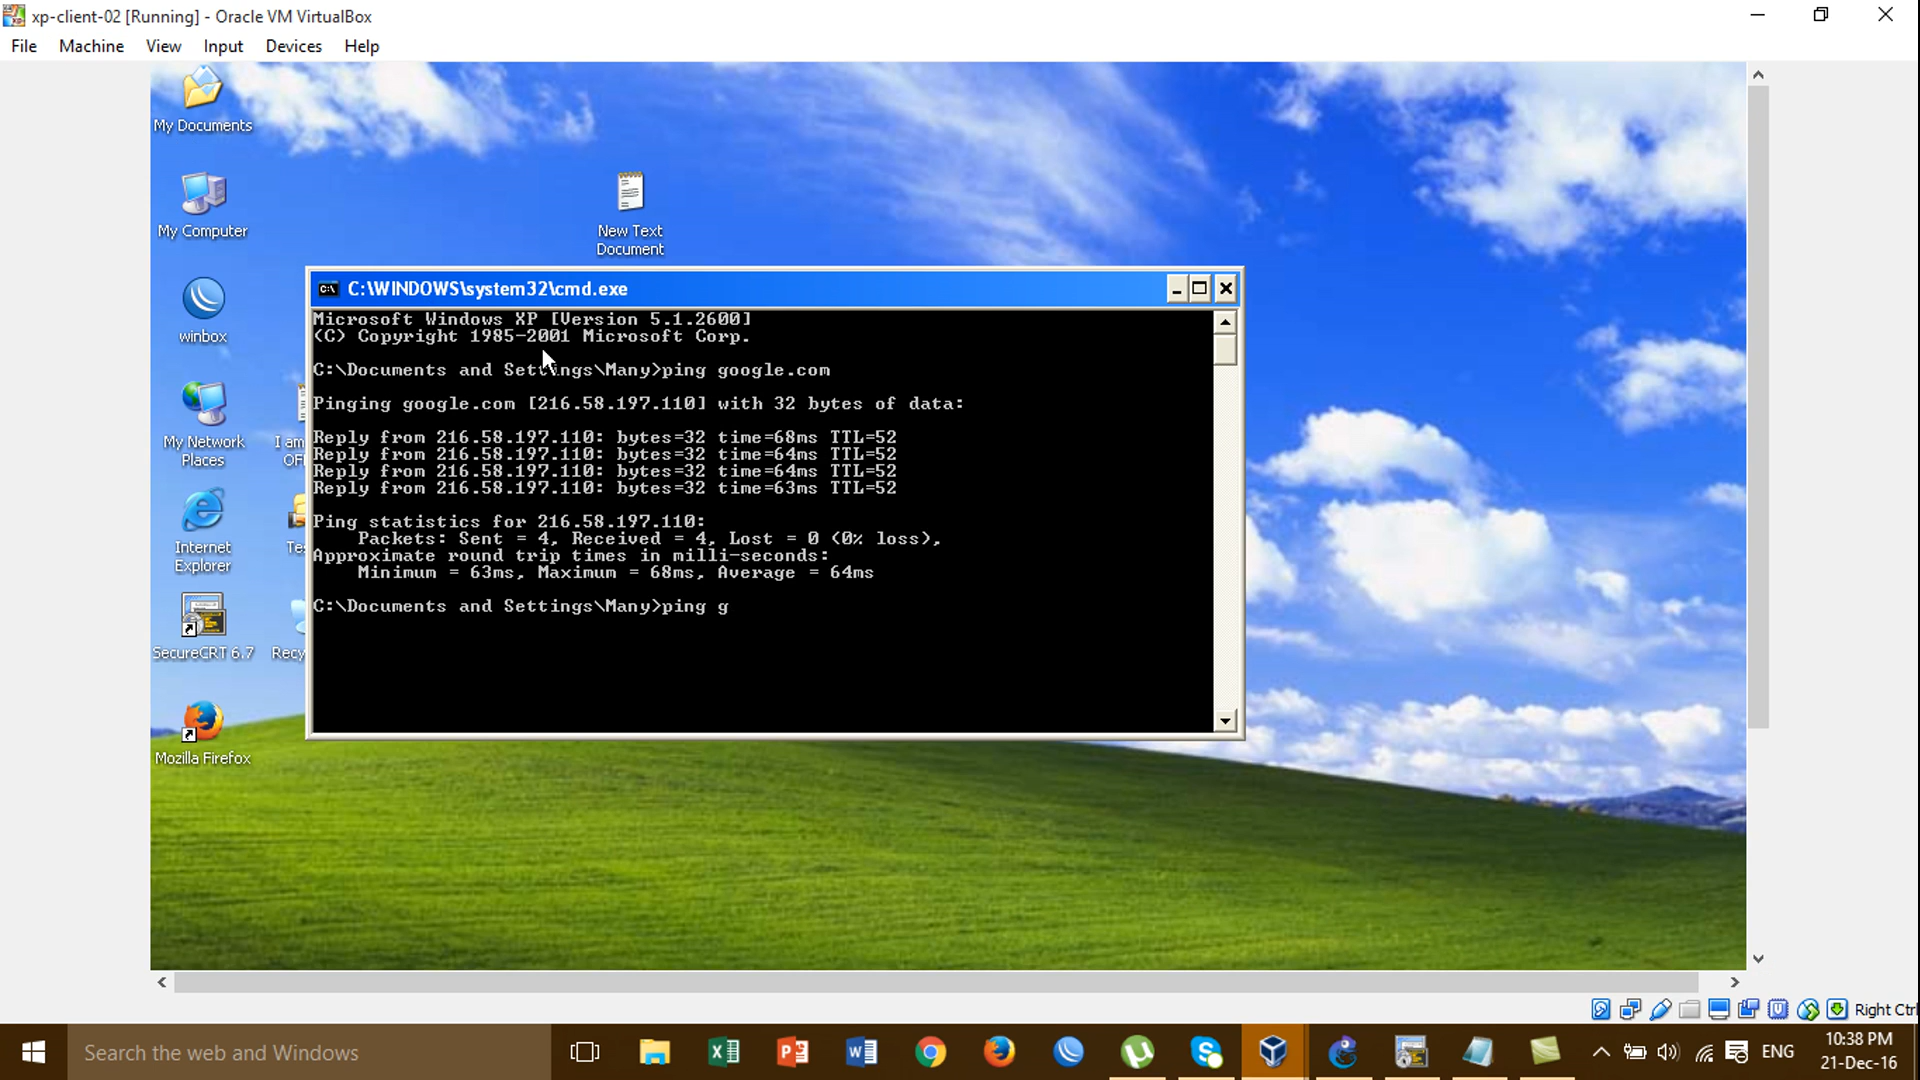 xp-client-02 [Running] - Oracle VM VirtualBox
File Machine View Input Devices Help
My Documents
My Computer
winbox
My Network
Places
Internet
Explorer
SecureCRT 6.7
Mozilla Firefox
New Text
Document
I am
C:\WINDOWS\system32\cmd.exe
Microsoft Windows XP [Version 5.1.2600]
(C) Copyright 1985-2001 Microsoft Corp.
C:\Documents and Settings\Many>ping google.com
Pinging google.com [216.58.197.110] with 32 bytes of data:
Reply from 216.58.197.110: bytes=32 time=68ms TTL=52
Reply from 216.58.197.110: bytes=32 time=64ms TTL=52
Reply from 216.58.197.110: bytes=32 time=64ms TTL=52
Reply from 216.58.197.110: bytes=32 time=63ms TTL=52
Ping statistics for 216.58.197.110:
Packets: Sent = 4, Received = 4, Lost = 0 (0% loss),
Approximate round trip times in milli-seconds:
Minimum = 63ms, Maximum = 68ms, Average = 64ms
C:\Documents and Settings\Many>ping g
Right Ctrl
Search the web and Windows
ENG
10:38 PM
21-Dec-16